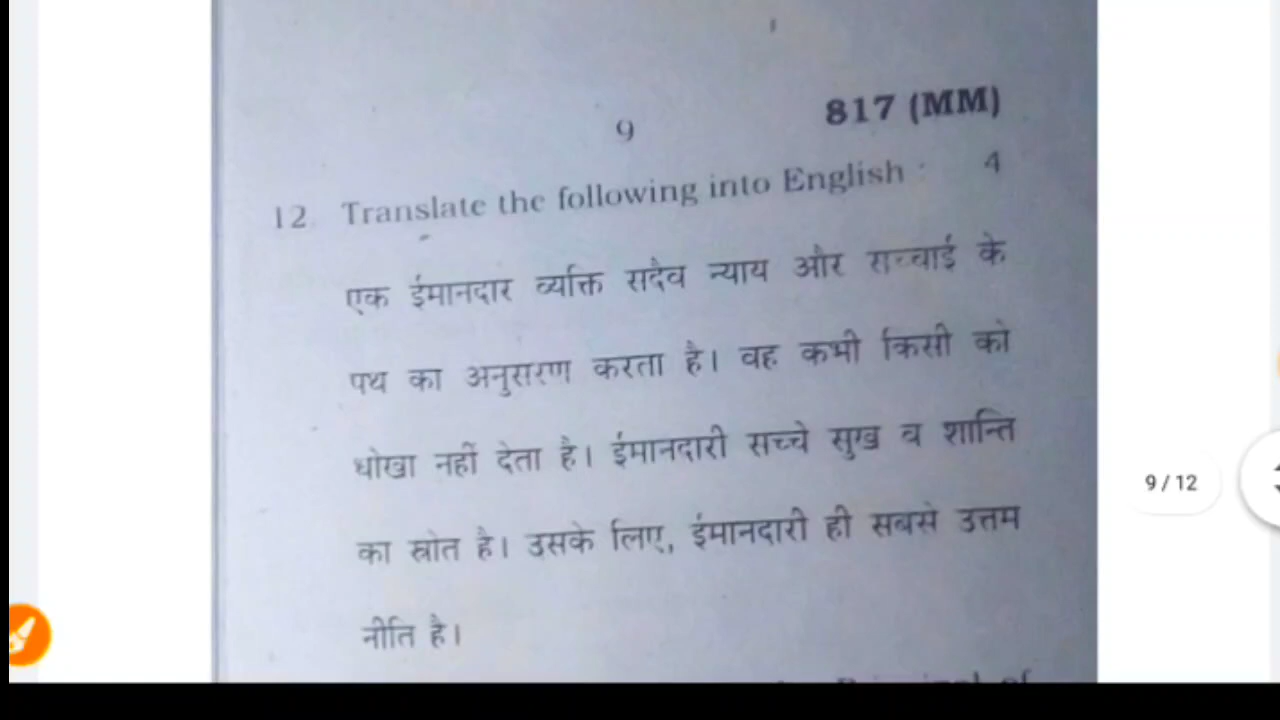 9
817 (MM)
12. Translate the following into English : 4
एक ईमानदार व्यक्ति सदैव न्याय और सच्चाई के
पथ का अनुसरण करता है। वह कभी किसी को
धोखा नहीं देता है। ईमानदारी सच्चे सुख व शान्ति
का स्रोत है। उसके लिए, ईमानदारी ही सबसे उत्तम
नीति है।
9 / 12